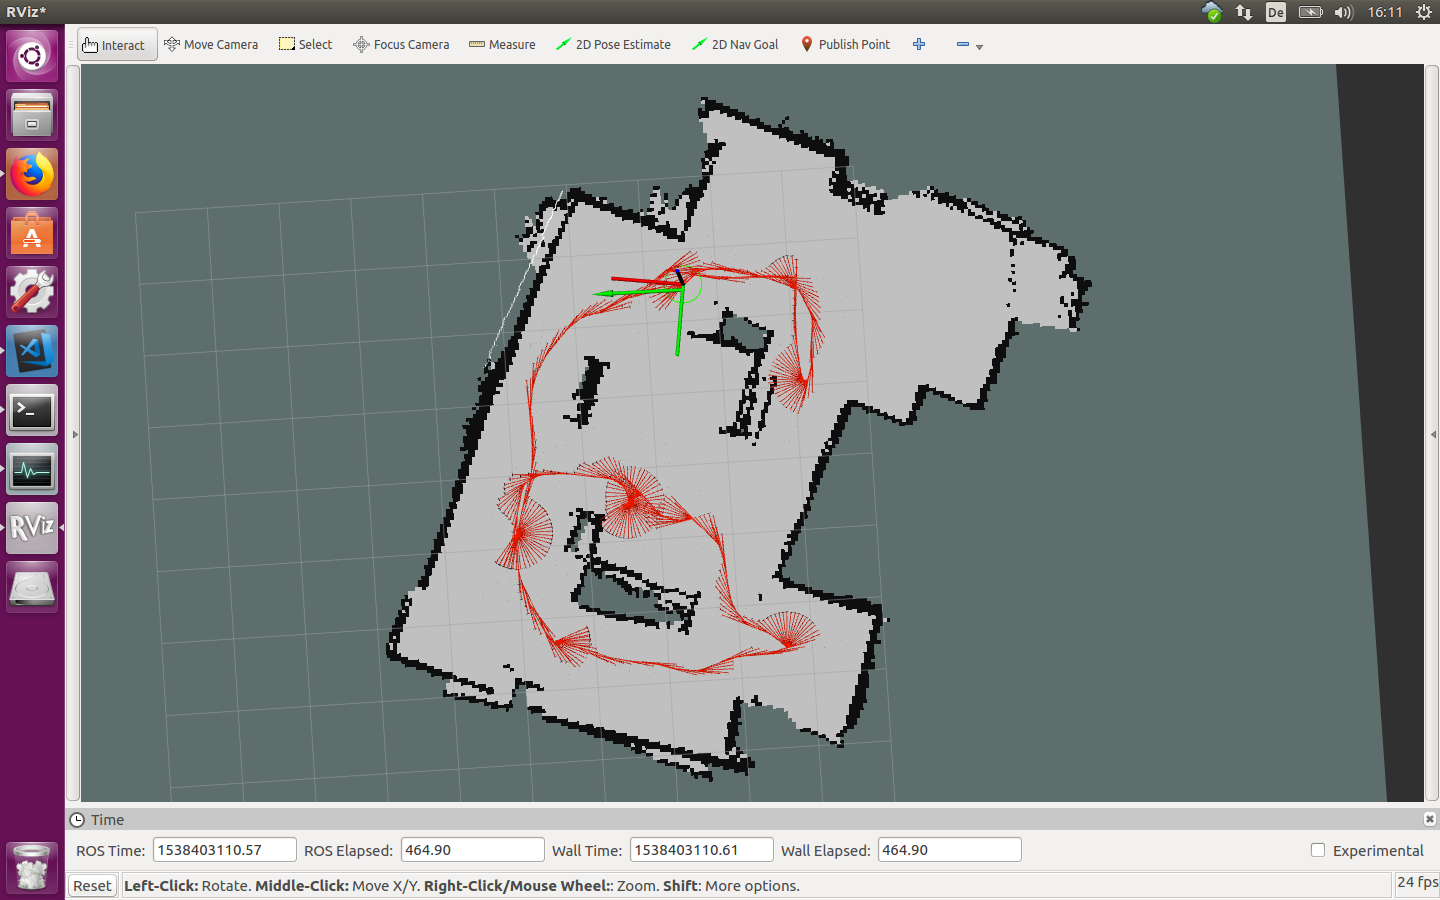 RViz*
De
16:11
Interact
Move Camera
Select
Focus Camera
Measure
2D Pose Estimate
2D Nav Goal
Publish Point
A
>_
RViz
Time
ROS Time: 1538403110.57
ROS Elapsed: 464.90
Wall Time: 1538403110.61
Wall Elapsed: 464.90
Experimental
Reset
Left-Click: Rotate. Middle-Click: Move X/Y. Right-Click/Mouse Wheel:: Zoom. Shift: More options.
24 fps